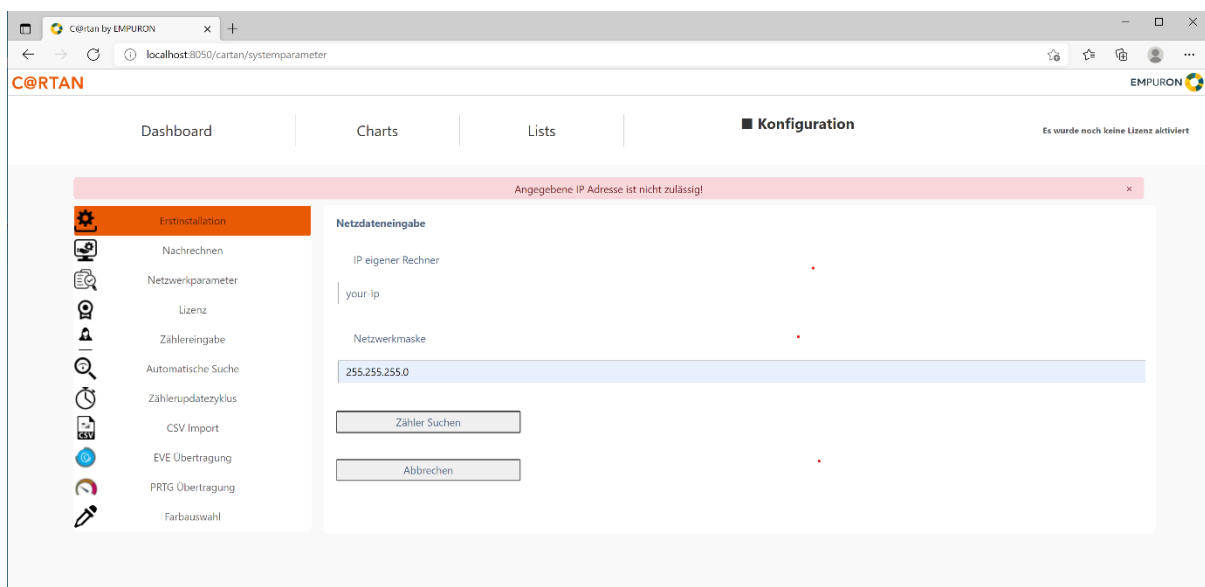 C@rtan by EMPURON
localhost:8050/cartan/systemparameter
C@RTAN
EMPURON
Dashboard
Charts
Lists
Konfiguration
Es wurde noch keine Lizenz aktiviert
Angegebene IP Adresse ist nicht zulässig!
Erstinstallation
Nachrechnen
Netzwerkparameter
Lizenz
Zählereingabe
Automatische Suche
Zählerupdatezyklus
CSV Import
EVE Übertragung
PRTG Übertragung
Farbauswahl
Netzdateneingabe
IP eigener Rechner
your-ip
Netzwerkmaske
255.255.255.0
Zähler Suchen
Abbrechen
CSV